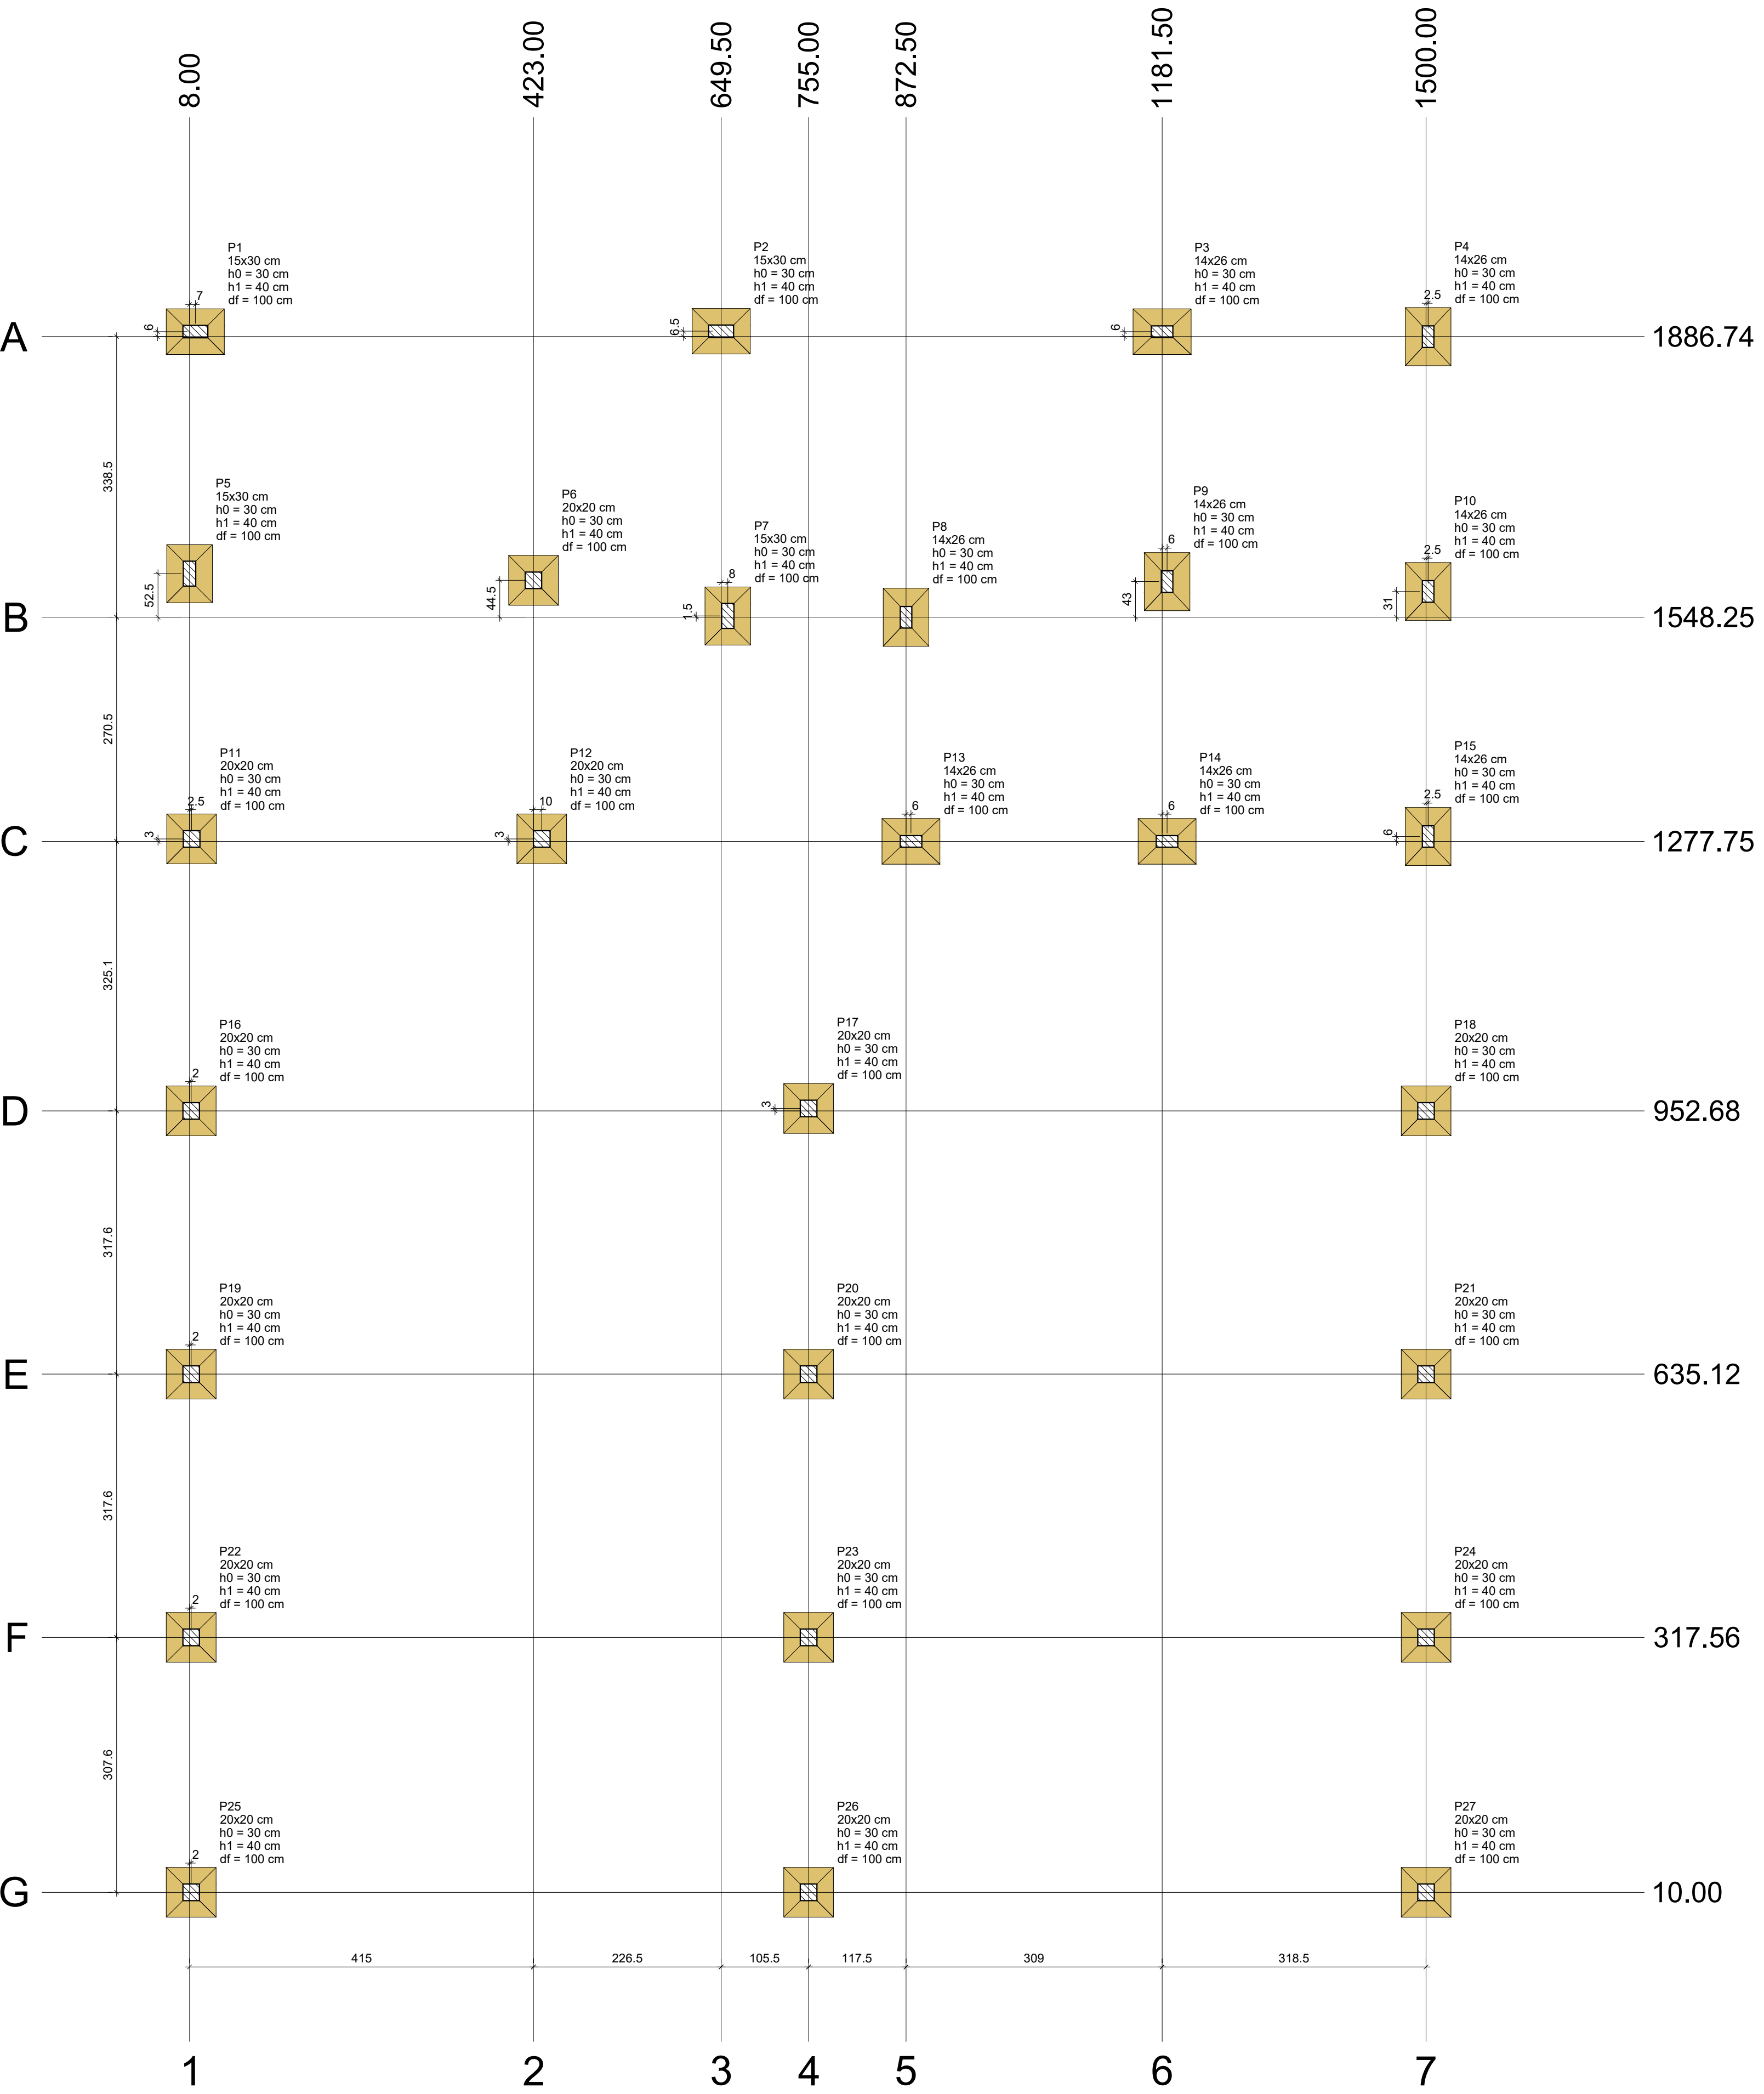 8.00
423.00
649.50
755.00
872.50
1181.50
1500.00
P1
15x30 cm
h0 = 30 cm
h1 = 40 cm
df = 100 cm
7
6
P2
15x30 cm
h0 = 30 cm
h1 = 40 cm
df = 100 cm
6.5
P3
14x26 cm
h0 = 30 cm
h1 = 40 cm
df = 100 cm
6
P4
14x26 cm
h0 = 30 cm
h1 = 40 cm
df = 100 cm
2.5
A
1886.74
338.5
P5
15x30 cm
h0 = 30 cm
h1 = 40 cm
df = 100 cm
52.5
P6
20x20 cm
h0 = 30 cm
h1 = 40 cm
df = 100 cm
44.5
P7
15x30 cm
h0 = 30 cm
h1 = 40 cm
df = 100 cm
8
1.5
P8
14x26 cm
h0 = 30 cm
h1 = 40 cm
df = 100 cm
P9
14x26 cm
h0 = 30 cm
h1 = 40 cm
df = 100 cm
6
43
P10
14x26 cm
h0 = 30 cm
h1 = 40 cm
df = 100 cm
2.5
31
B
1548.25
270.5
P11
20x20 cm
h0 = 30 cm
h1 = 40 cm
df = 100 cm
2.5
3
P12
20x20 cm
h0 = 30 cm
h1 = 40 cm
df = 100 cm
10
3
P13
14x26 cm
h0 = 30 cm
h1 = 40 cm
df = 100 cm
6
P14
14x26 cm
h0 = 30 cm
h1 = 40 cm
df = 100 cm
6
P15
14x26 cm
h0 = 30 cm
h1 = 40 cm
df = 100 cm
2.5
6
C
1277.75
325.1
P16
20x20 cm
h0 = 30 cm
h1 = 40 cm
df = 100 cm
2
P17
20x20 cm
h0 = 30 cm
h1 = 40 cm
df = 100 cm
3
P18
20x20 cm
h0 = 30 cm
h1 = 40 cm
df = 100 cm
D
952.68
317.6
P19
20x20 cm
h0 = 30 cm
h1 = 40 cm
df = 100 cm
2
P20
20x20 cm
h0 = 30 cm
h1 = 40 cm
df = 100 cm
P21
20x20 cm
h0 = 30 cm
h1 = 40 cm
df = 100 cm
E
635.12
317.6
P22
20x20 cm
h0 = 30 cm
h1 = 40 cm
df = 100 cm
2
P23
20x20 cm
h0 = 30 cm
h1 = 40 cm
df = 100 cm
P24
20x20 cm
h0 = 30 cm
h1 = 40 cm
df = 100 cm
F
317.56
307.6
P25
20x20 cm
h0 = 30 cm
h1 = 40 cm
df = 100 cm
2
P26
20x20 cm
h0 = 30 cm
h1 = 40 cm
df = 100 cm
P27
20x20 cm
h0 = 30 cm
h1 = 40 cm
df = 100 cm
G
10.00
415
226.5
105.5
117.5
309
318.5
1
2
3
4
5
6
7